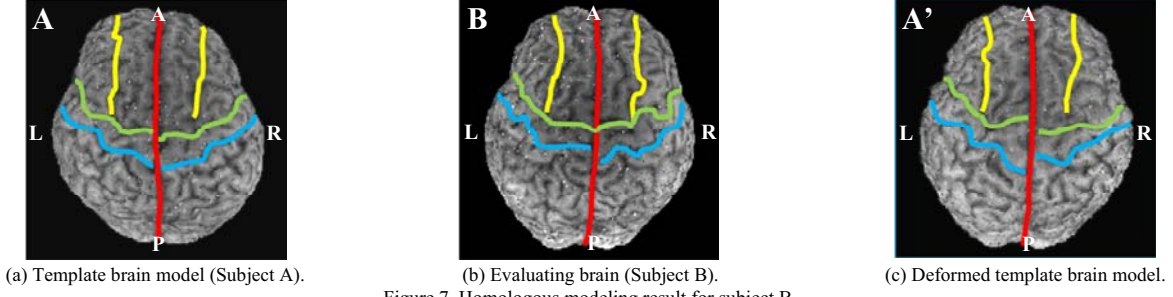 A B A’
A A A
L R L R L R
P P P
(a) Template brain model (Subject A). (b) Evaluating brain (Subject B). (c) Deformed template brain model.
Figure 7. Homologous modeling result for subject B